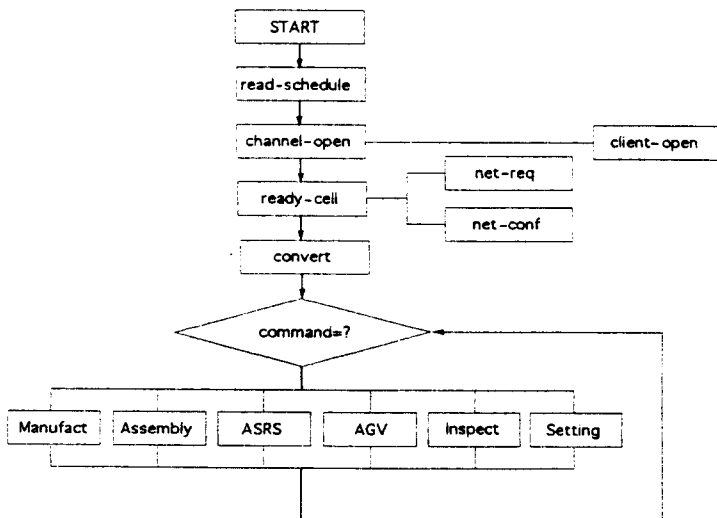 START
read-schedule
channel-open
client-open
net-req
ready-cell
net-conf
convert
command=?
Manufact
Assembly
ASRS
AGV
Inspect
Setting